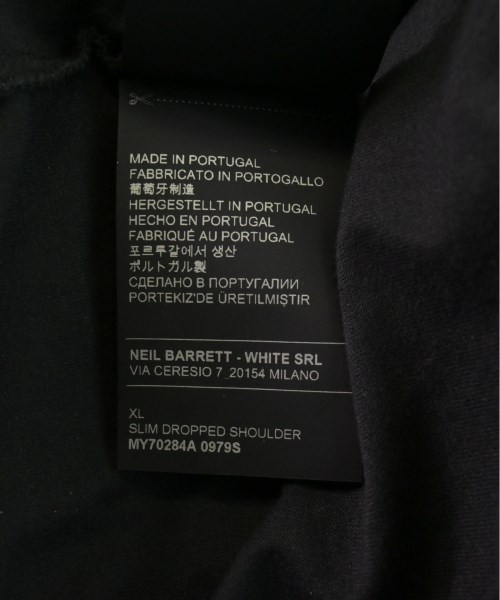 MADE IN PORTUGAL
FABBRICATO IN PORTOGALLO
葡萄牙制造
HERGESTELLT IN PORTUGAL
HECHO EN PORTUGAL
FABRIQUÉ AU PORTUGAL
포르투갈에서 생산
ポルトガル製
СДЕЛАНО В ПОРТУГАЛИИ
PORTEKIZ'DE ÜRETILMIŞTIR
NEIL BARRETT - WHITE SRL
VIA CERESIO 7_20154 MILANO
XL
SLIM DROPPED SHOULDER
MY70284A 0979S